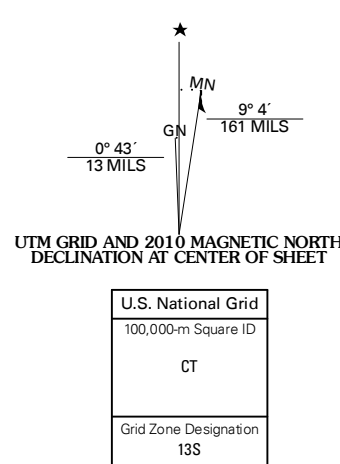 MN
GN
9° 4´
161 MILS
0° 43´
13 MILS
UTM GRID AND 2010 MAGNETIC NORTH
DECLINATION AT CENTER OF SHEET
U.S. National Grid
100,000-m Square ID
CT
Grid Zone Designation
13S